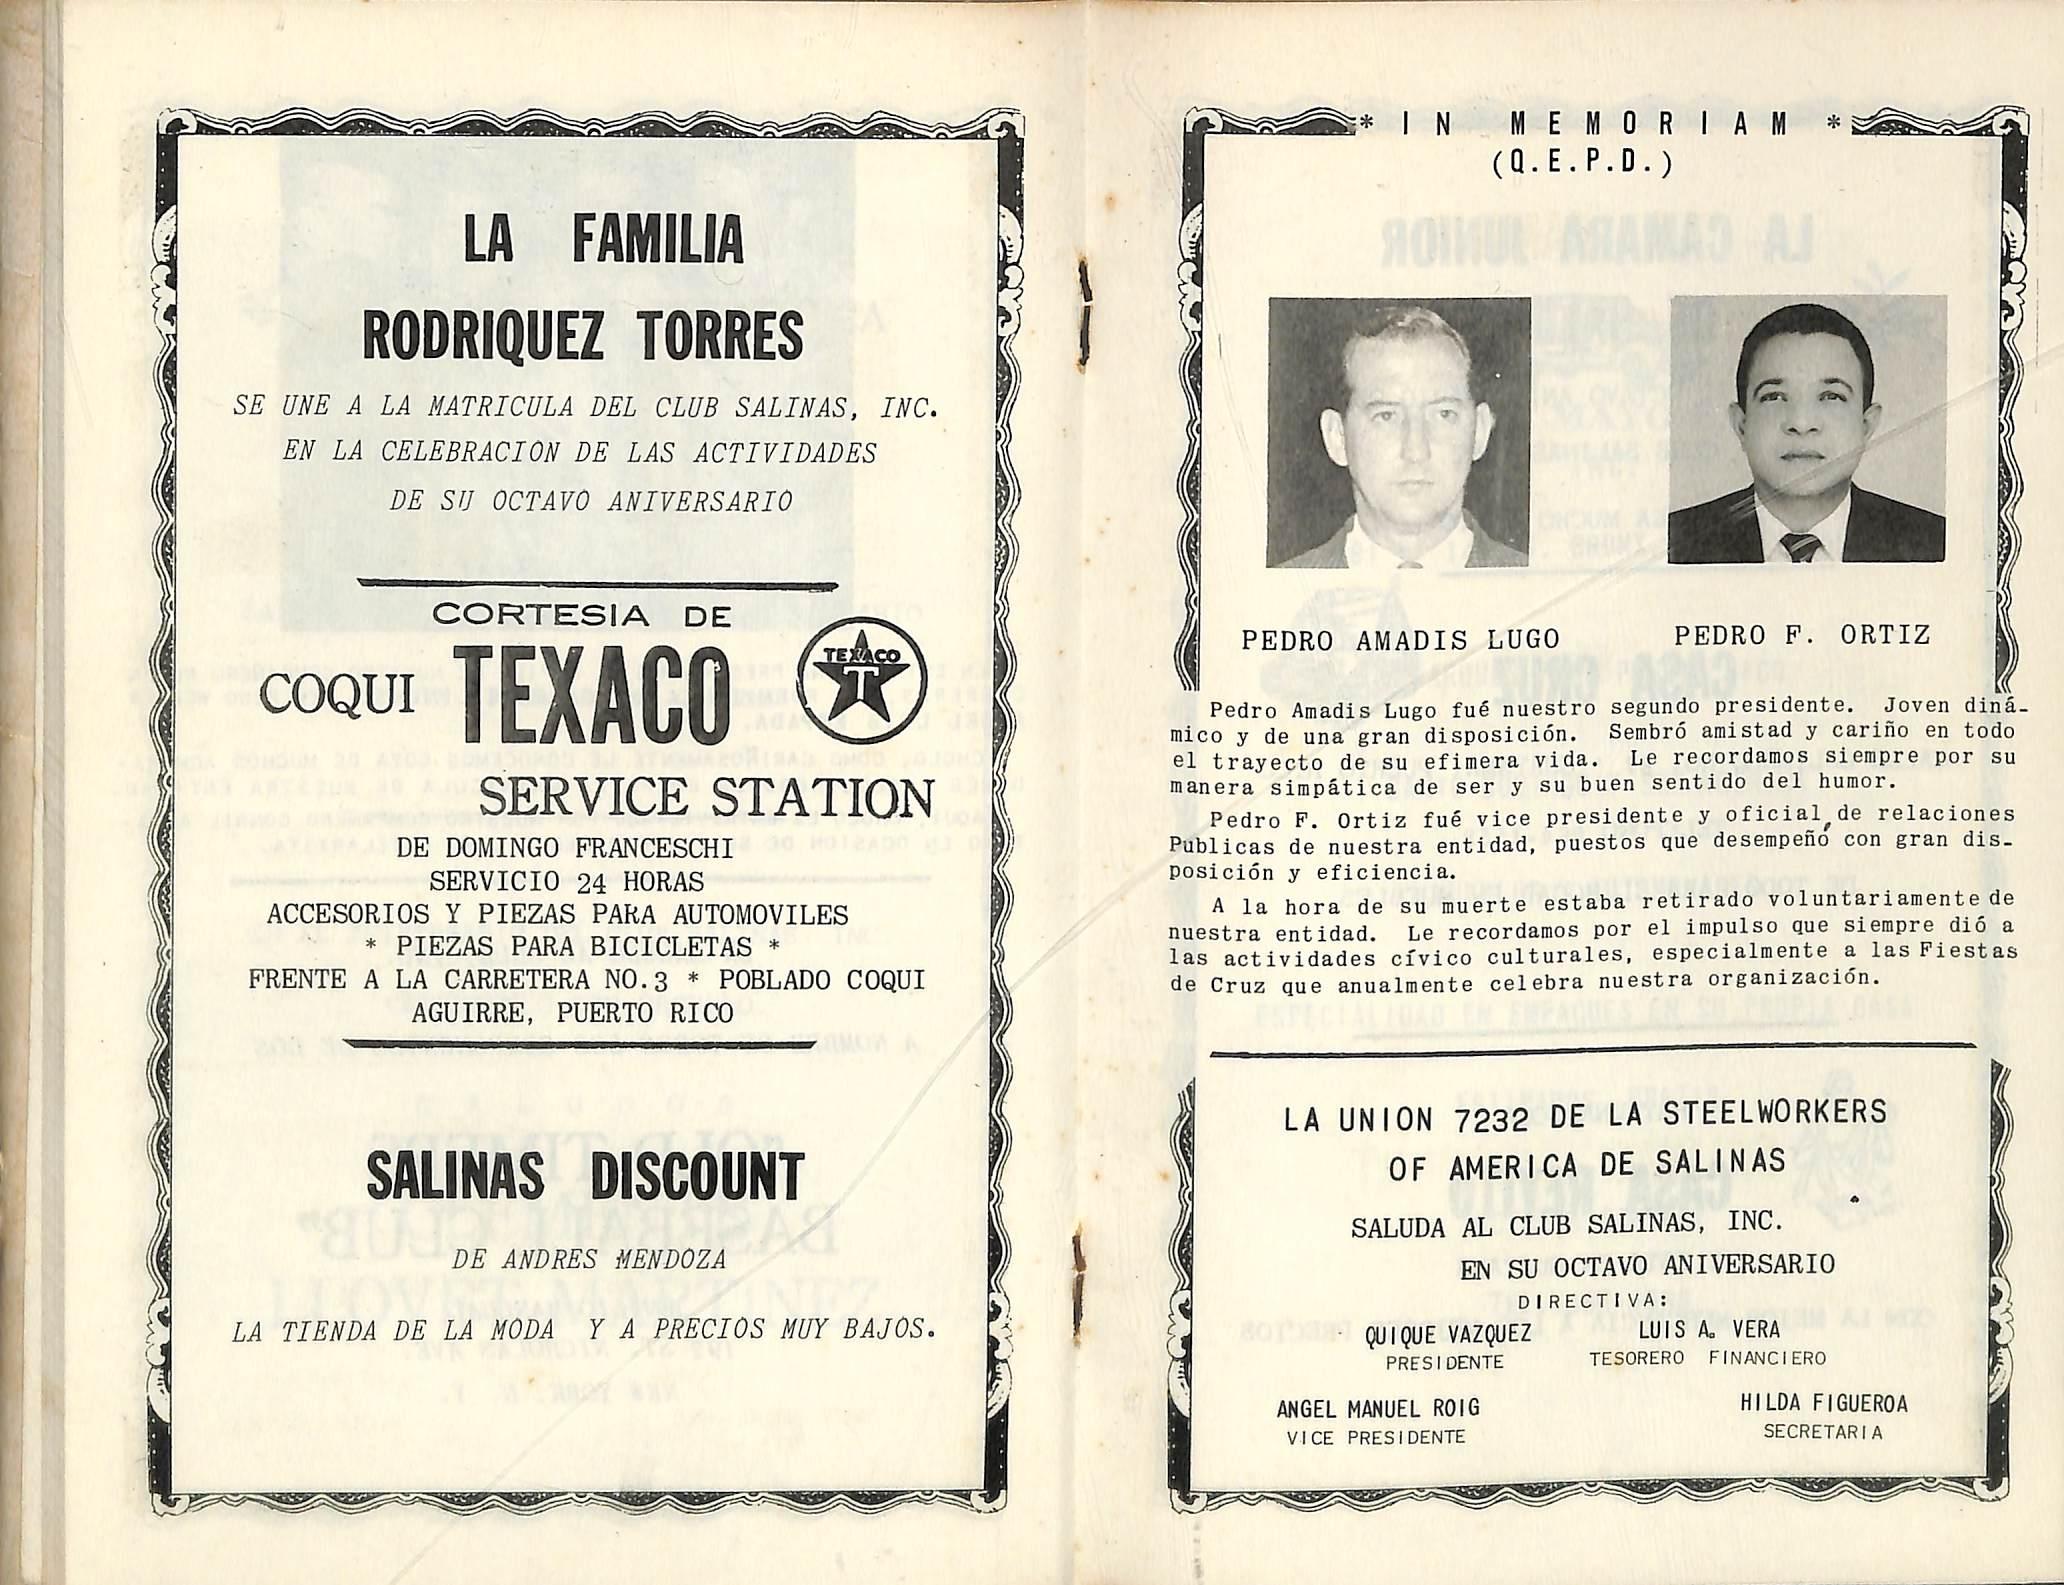 LA FAMILIA
RODRIQUEZ TORRES
SE UNE A LA MATRICULA DEL CLUB SALINAS, INC.
EN LA CELEBRACION DE LAS ACTIVIDADES
DE SU OCTAVO ANIVERSARIO
CORTESIA DE
COQUI TEXACO
TEXACO
T
SERVICE STATION
DE DOMINGO FRANCESCHI
SERVICIO 24 HORAS
ACCESORIOS Y PIEZAS PARA AUTOMOVILES
* PIEZAS PARA BICICLETAS *
FRENTE A LA CARRETERA NO.3 * POBLADO COQUI
AGUIRRE, PUERTO RICO
SALINAS DISCOUNT
DE ANDRES MENDOZA
LA TIENDA DE LA MODA Y A PRECIOS MUY BAJOS.
* IN MEMORIAM *
(Q.E.P.D.)
PEDRO AMADIS LUGO PEDRO F. ORTIZ
Pedro Amadis Lugo fué nuestro segundo presidente. Joven diná-
mico y de una gran disposición. Sembró amistad y cariño en todo
el trayecto de su efimera vida. Le recordamos siempre por su
manera simpática de ser y su buen sentido del humor.
Pedro F. Ortiz fué vice presidente y oficial de relaciones
Publicas de nuestra entidad, puestos que desempeñó con gran dis-
posición y eficiencia.
A la hora de su muerte estaba retirado voluntariamente de
nuestra entidad. Le recordamos por el impulso que siempre dió a
las actividades cívico culturales, especialmente a las Fiestas
de Cruz que anualmente celebra nuestra organización.
LA UNION 7232 DE LA STEELWORKERS
OF AMERICA DE SALINAS
SALUDA AL CLUB SALINAS, INC.
EN SU OCTAVO ANIVERSARIO
DIRECTIVA:
QUIQUE VAZQUEZ LUIS A. VERA
PRESIDENTE TESORERO FINANCIERO
ANGEL MANUEL ROIG HILDA FIGUEROA
VICE PRESIDENTE SECRETARIA